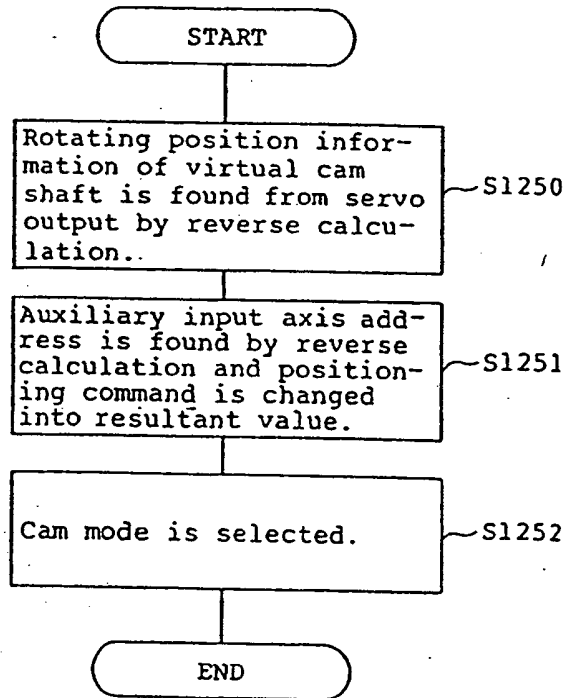 START
Rotating position infor-
mation of virtual cam
shaft is found from servo
output by reverse calcu-
lation.
S1250
Auxiliary input axis add-
ress is found by reverse
calculation and position-
ing command is changed
into resultant value.
S1251
Cam mode is selected.
S1252
END